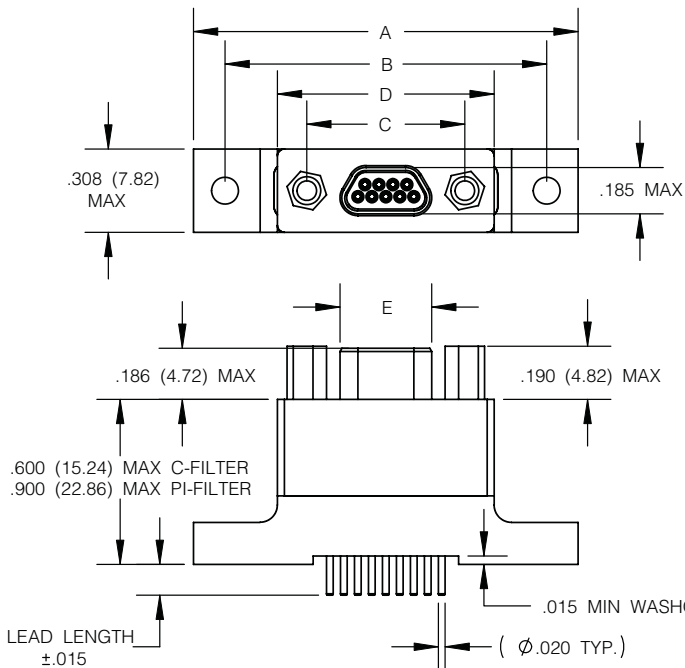 A
B
D
C
.308 (7.82)
MAX
.185 MAX
E
.186 (4.72) MAX
.190 (4.82) MAX
.600 (15.24) MAX C-FILTER
.900 (22.86) MAX PI-FILTER
.015 MIN
LEAD LENGTH
±.015
( Ø.020 TYP.)